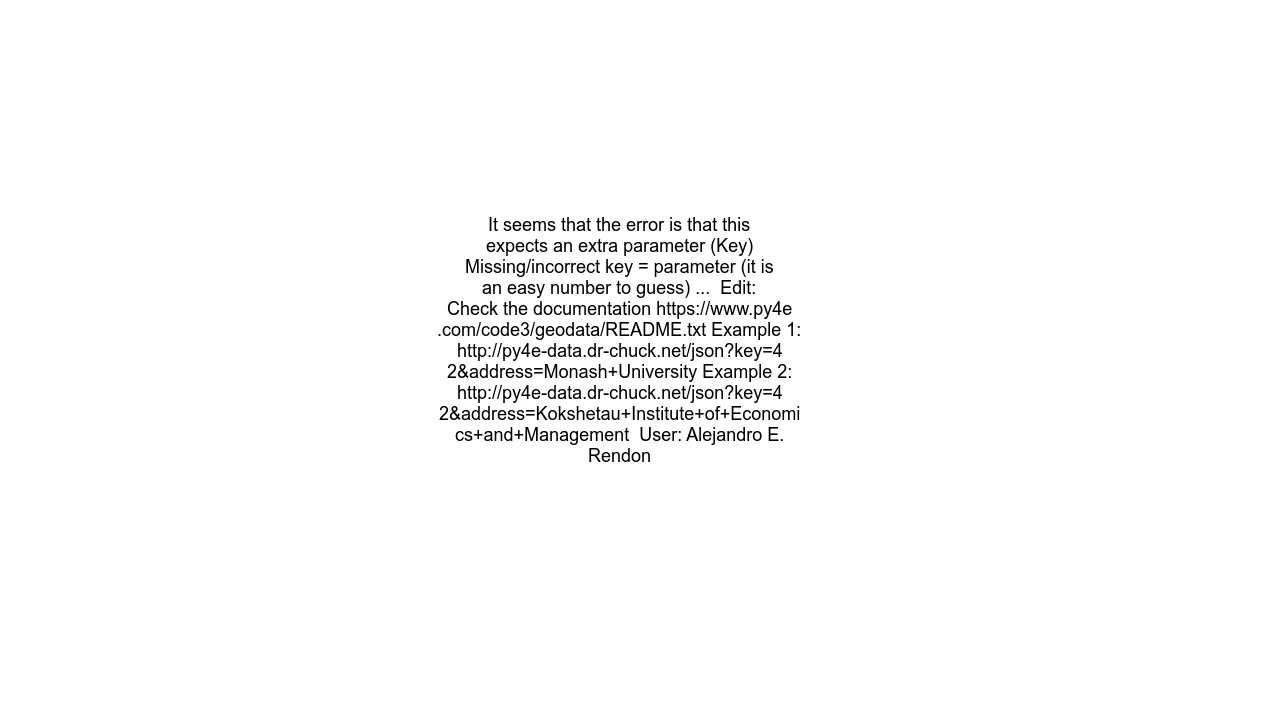 It seems that the error is that this
expects an extra parameter (Key)
Missing/incorrect key = parameter (it is
an easy number to guess) ...  Edit:
Check the documentation https://www.py4e
.com/code3/geodata/README.txt Example 1:
http://py4e-data.dr-chuck.net/json?key=4
2&address=Monash+University Example 2:
http://py4e-data.dr-chuck.net/json?key=4
2&address=Kokshetau+Institute+of+Economi
cs+and+Management  User: Alejandro E.
Rendon